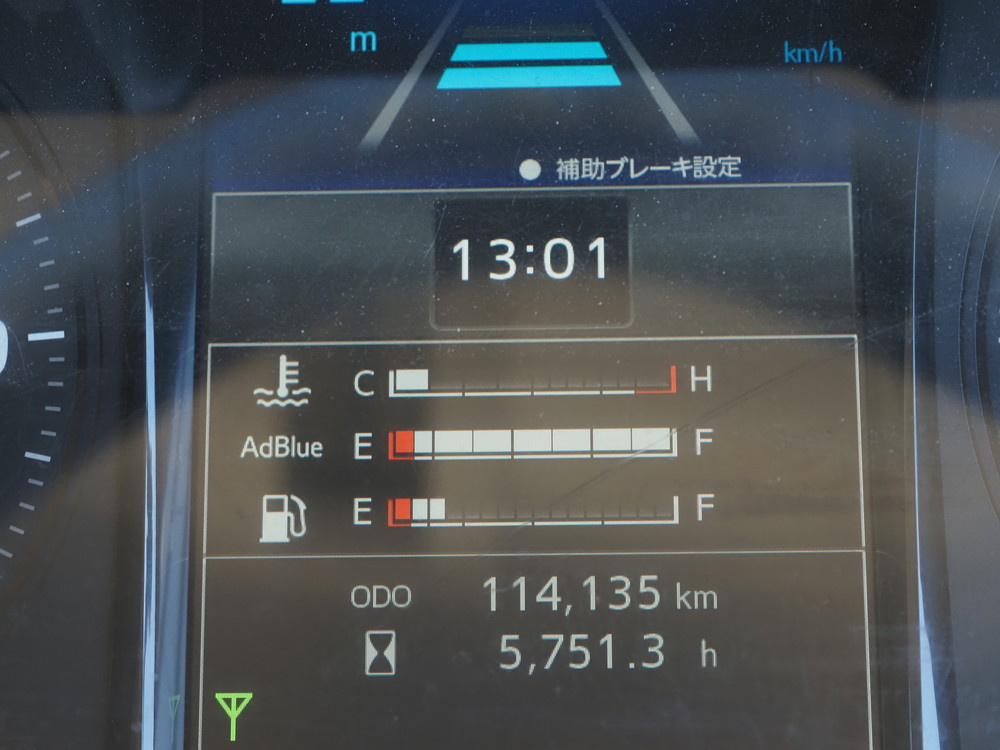 m
km/h
● 補助ブレーキ設定
13:01
C H
AdBlue E F
E F
ODO 114,135 km
5,751.3 h